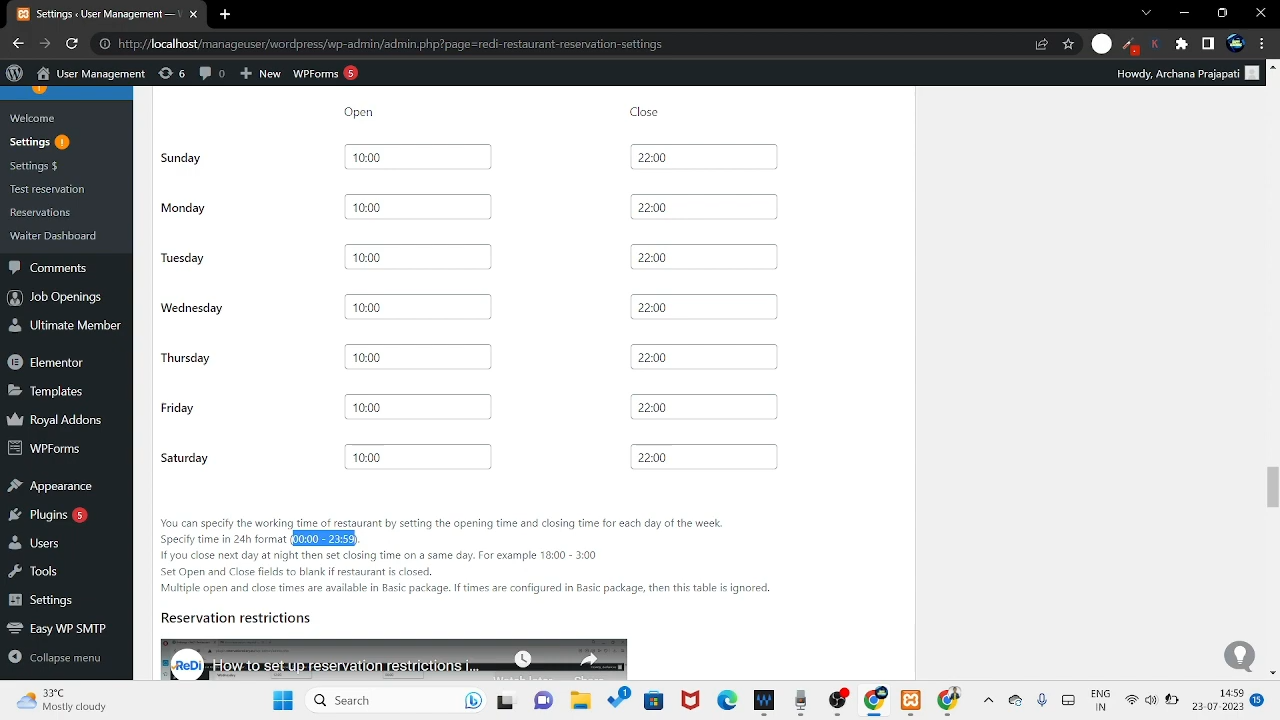 Settings ‹ User Management —
http://localhost/manageuser/wordpress/wp-admin/admin.php?page=redi-restaurant-reservation-settings
User Management 6 0 New WPForms 5 Howdy, Archana Prajapati
Welcome
Settings !
Settings $
Test reservation
Reservations
Waiter Dashboard
Comments
Job Openings
Ultimate Member
Elementor
Templates
Royal Addons
WPForms
Appearance
Plugins 5
Users
Tools
Settings
Easy WP SMTP
Collapse menu
Open Close
Sunday 10:00 22:00
Monday 10:00 22:00
Tuesday 10:00 22:00
Wednesday 10:00 22:00
Thursday 10:00 22:00
Friday 10:00 22:00
Saturday 10:00 22:00
You can specify the working time of restaurant by setting the opening time and closing time for each day of the week.
Specify time in 24h format (00:00 - 23:59).
If you close next day at night then set closing time on a same day. For example 18:00 - 3:00
Set Open and Close fields to blank if restaurant is closed.
Multiple open and close times are available in Basic package. If times are configured in Basic package, then this table is ignored.
Reservation restrictions
ReDi How to set up reservation restrictions i...
Watch later Share
33°C
Mostly cloudy
Search
1
ENG
IN
14:59
23-07-2023
15